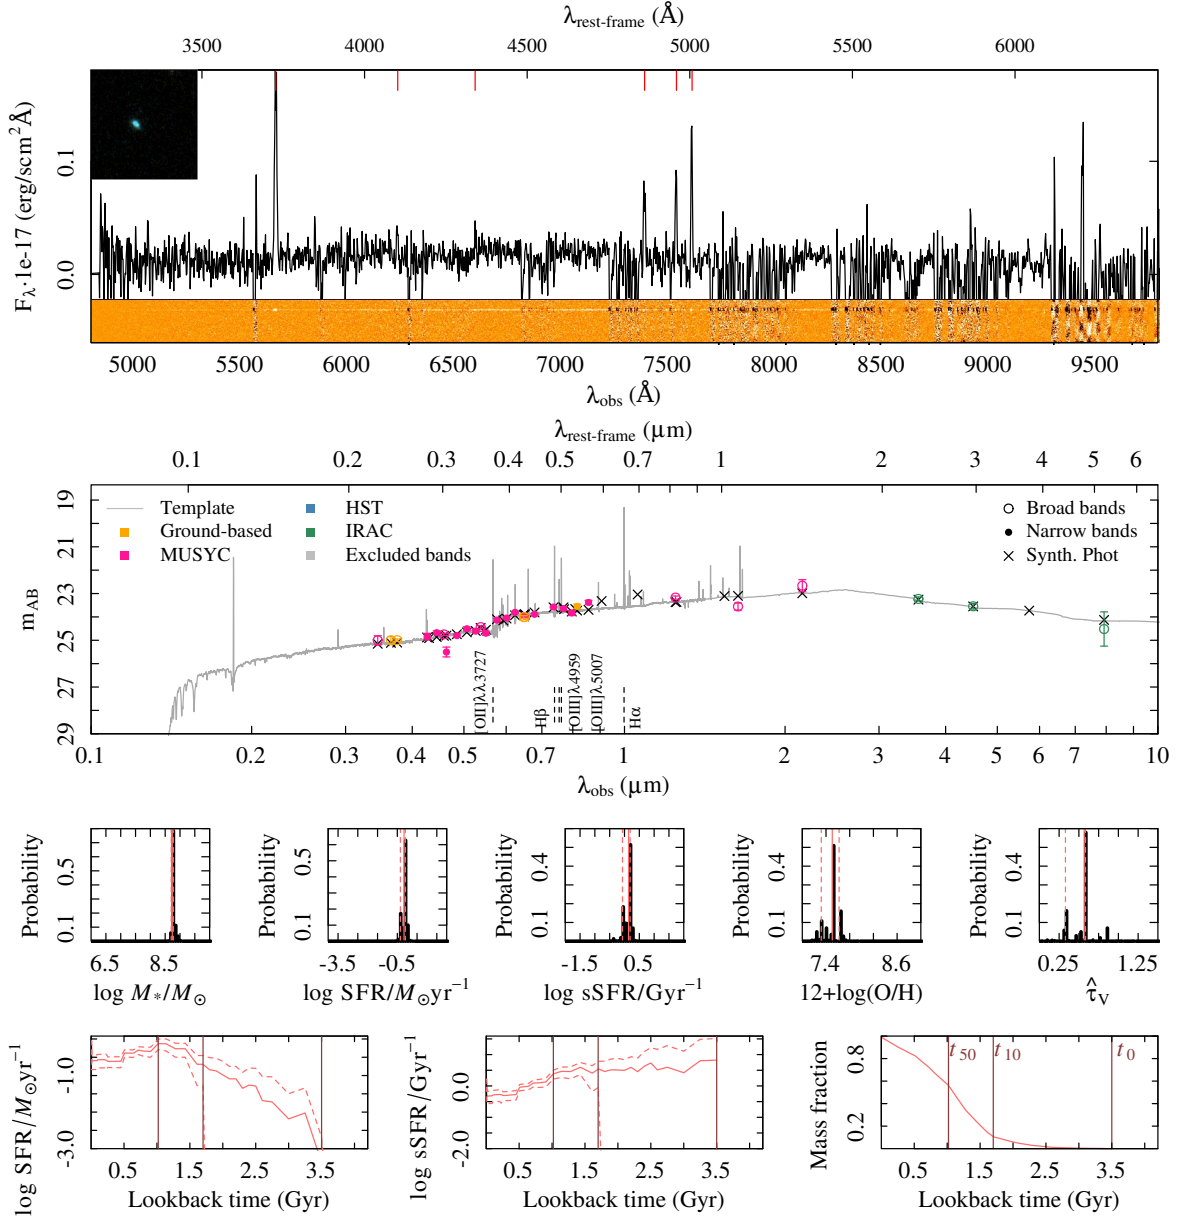 λrest-frame (Å)
3500 4000 4500 5000 5500 6000
Fλ·1e-17 (erg/scm²Å)
0.0 0.1
5000 5500 6000 6500 7000 7500 8000 8500 9000 9500
λobs (Å)
λrest-frame (μm)
0.1 0.2 0.3 0.4 0.5 0.7 1 2 3 4 5 6
mAB
19
21
23
25
27
29
Template
Ground-based
MUSYC
HST
IRAC
Excluded bands
Broad bands
Narrow bands
Synth. Phot
[OII]λλ3727
Hβ
[OIII]λ4959
[OIII]λ5007
Hα
0.1 0.2 0.3 0.4 0.5 0.7 1 2 3 4 5 6 7 8 10
λobs (μm)
Probability
0.1 0.5
6.5 8.5
log M*/M⊙
Probability
0.1 0.5
-3.5 -0.5
log SFR/M⊙yr⁻¹
Probability
0.1 0.4
-1.5 0.5
log sSFR/Gyr⁻¹
Probability
0.1 0.4
7.4 8.6
12+log(O/H)
Probability
0.1 0.4
0.25 1.25
τ̂V
log SFR/M⊙yr⁻¹
-3.0 -1.0
0.5 1.5 2.5 3.5
Lookback time (Gyr)
log sSFR/Gyr⁻¹
-2.0 0.0
0.5 1.5 2.5 3.5
Lookback time (Gyr)
Mass fraction
0.2 0.8
t50 t10 t0
0.5 1.5 2.5 3.5
Lookback time (Gyr)